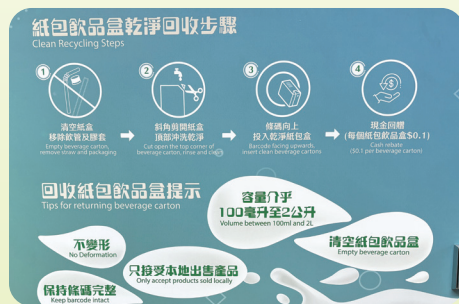 紙包飲品盒乾淨回收步驟
Clean Recycling Steps
1
清空紙盒
移除飲管及膠套
Empty beverage carton,
remove straw and packaging
2
斜角剪開紙盒
頂部沖洗乾淨
Cut open the top corner of
beverage carton, rinse and clean
3
條碼向上
投入乾淨紙包盒
Barcode facing upwards,
insert clean beverage cartons
4
現金回贈
(每個紙包飲品盒$0.1)
Cash rebate
($0.1 per beverage carton)
回收紙包飲品盒提示
Tips for returning beverage carton
容量介乎
100毫升至2公升
Volume between 100ml and 2L
不變形
No Deformation
清空紙包飲品盒
Empty beverage carton
只接受本地出售產品
Only accept products sold locally
保持條碼完整
Keep barcode intact